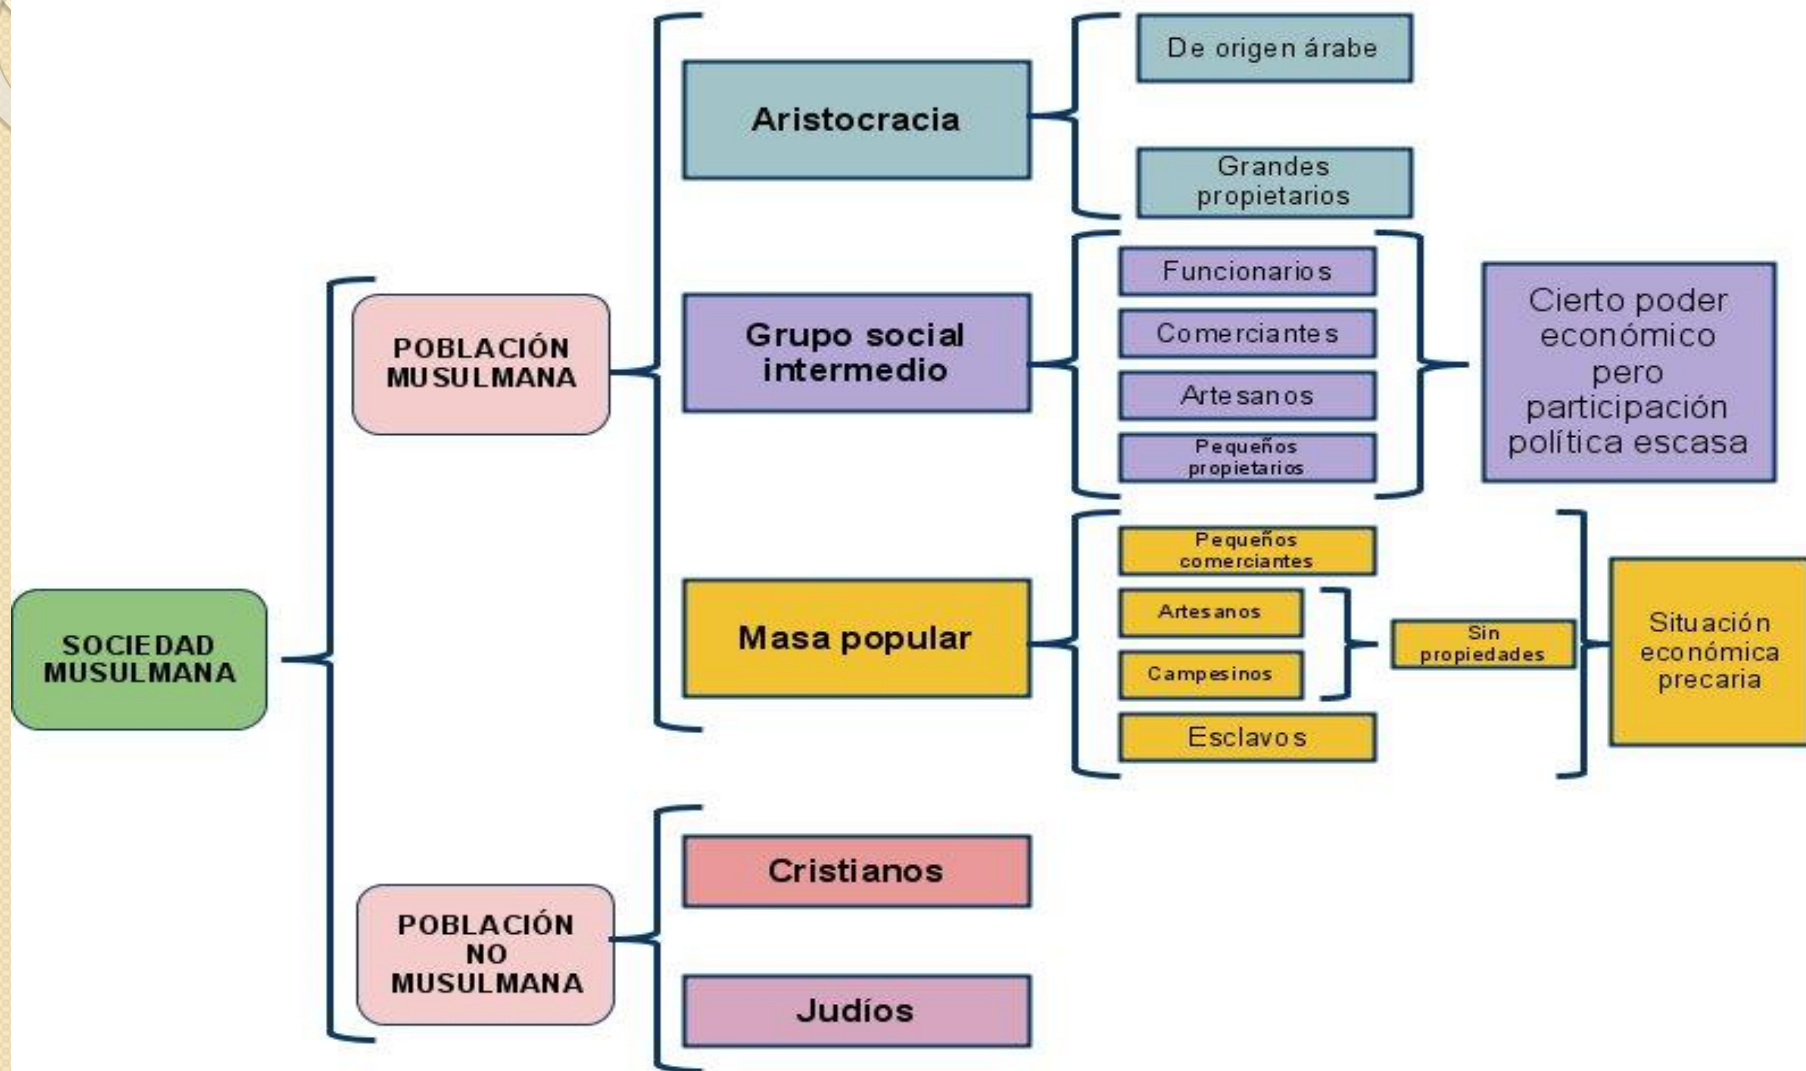 SOCIEDAD
MUSULMANA
POBLACIÓN
MUSULMANA
Aristocracia
De origen árabe
Grandes
propietarios
Grupo social
intermedio
Funcionarios
Comerciantes
Artesanos
Pequeños
propietarios
Cierto poder
económico
pero
participación
política escasa
Masa popular
Pequeños
comerciantes
Artesanos
Campesinos
Sin
propiedades
Esclavos
Situación
económica
precaria
POBLACIÓN
NO
MUSULMANA
Cristianos
Judíos